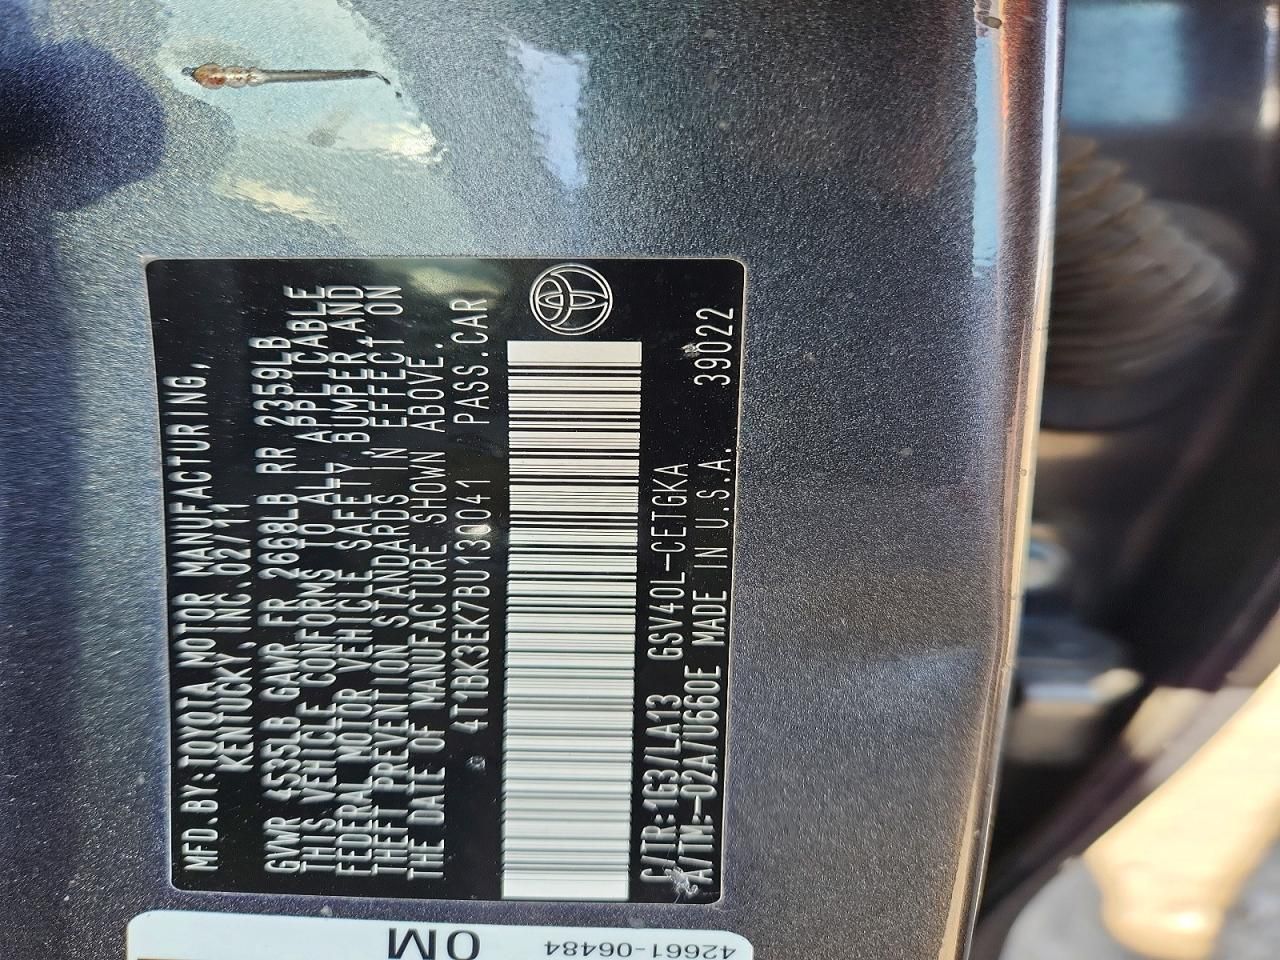 MFD.BY:TOYOTA MOTOR MANUFACTURING,
KENTUCKY,INC.02/11
GVWR 4535LB GAWR FR 2668LB RR 2359LB
THIS VEHICLE CONFORMS TO ALL APPLICABLE
FEDERAL MOTOR VEHICLE SAFETY BUMPER,AND
THEFT PREVENTION STANDARDS IN EFFECT ON
THE DATE OF MANUFACTURE SHOWN ABOVE.
4T1BK3EK7BU130041 PASS.CAR
C/TR:1G3/LA13 GSV40L-CETGKA
A/TM:-02A/U660E MADE IN U.S.A. 39022
42661-06484
0M